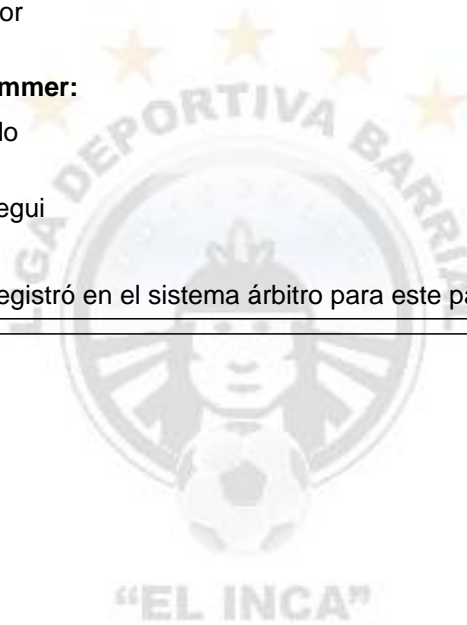 or
mmer:
lo
egui
egistró en el sistema árbitro para este pa
LIGA DEPORTIVA BARRIAL
“EL INCA”